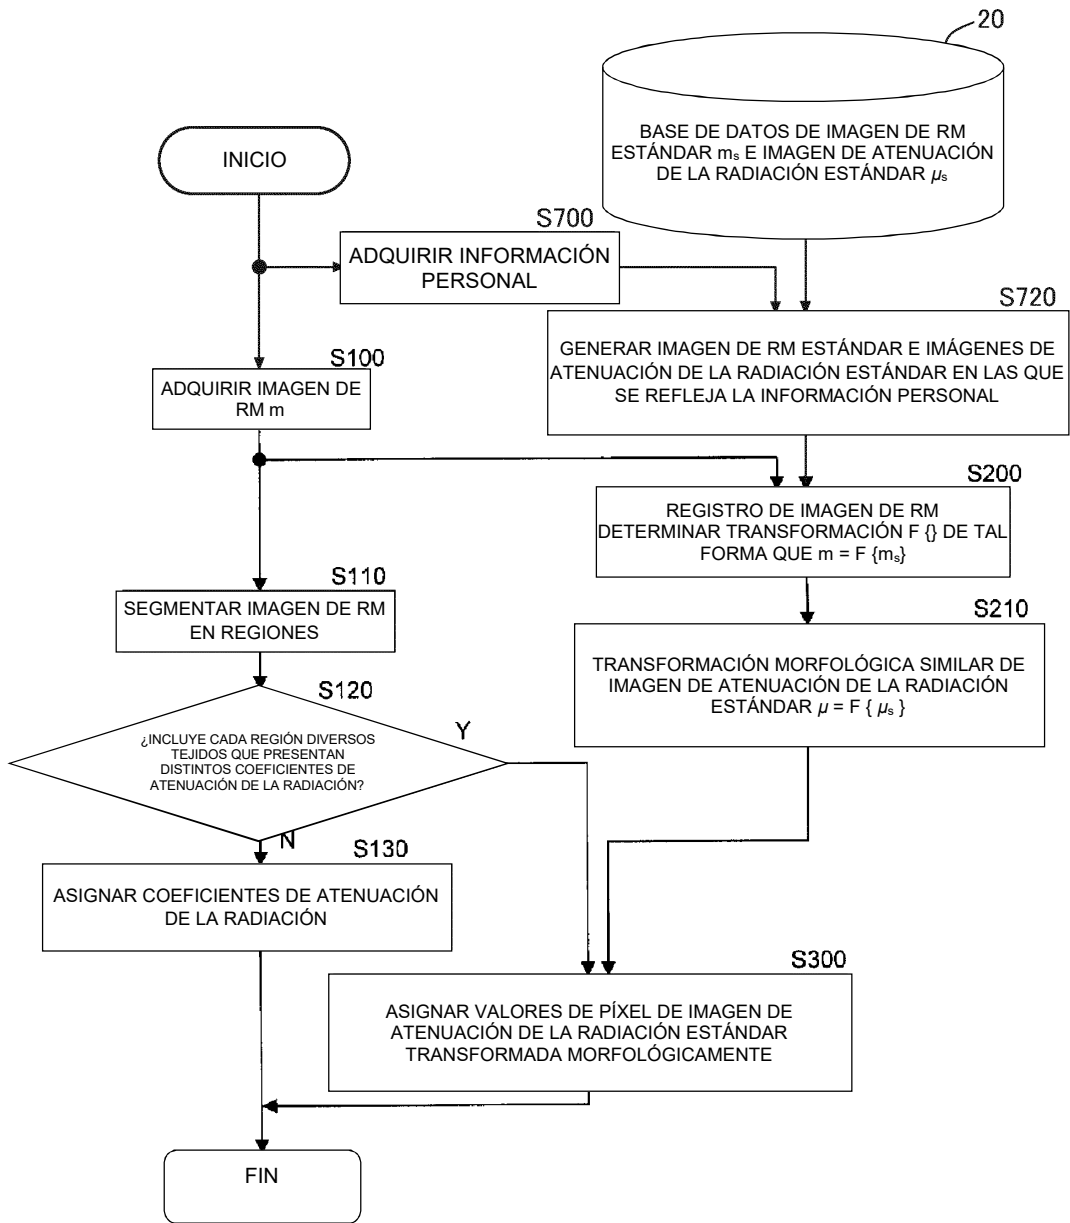 20
BASE DE DATOS DE IMAGEN DE RM
ESTÁNDAR mₛ E IMAGEN DE ATENUACIÓN
DE LA RADIACIÓN ESTÁNDAR μₛ
INICIO
S700
ADQUIRIR INFORMACIÓN
PERSONAL
S720
GENERAR IMAGEN DE RM ESTÁNDAR E IMÁGENES DE
ATENUACIÓN DE LA RADIACIÓN ESTÁNDAR EN LAS QUE
SE REFLEJA LA INFORMACIÓN PERSONAL
S100
ADQUIRIR IMAGEN DE
RM m
S200
REGISTRO DE IMAGEN DE RM
DETERMINAR TRANSFORMACIÓN F {} DE TAL
FORMA QUE m = F {mₛ}
S110
SEGMENTAR IMAGEN DE RM
EN REGIONES
S210
TRANSFORMACIÓN MORFOLÓGICA SIMILAR DE
IMAGEN DE ATENUACIÓN DE LA RADIACIÓN
ESTÁNDAR μ = F { μₛ }
S120
¿INCLUYE CADA REGIÓN DIVERSOS
TEJIDOS QUE PRESENTAN
DISTINTOS COEFICIENTES DE
ATENUACIÓN DE LA RADIACIÓN?
Y
N
S130
ASIGNAR COEFICIENTES DE ATENUACIÓN
DE LA RADIACIÓN
S300
ASIGNAR VALORES DE PÍXEL DE IMAGEN DE
ATENUACIÓN DE LA RADIACIÓN ESTÁNDAR
TRANSFORMADA MORFOLÓGICAMENTE
FIN